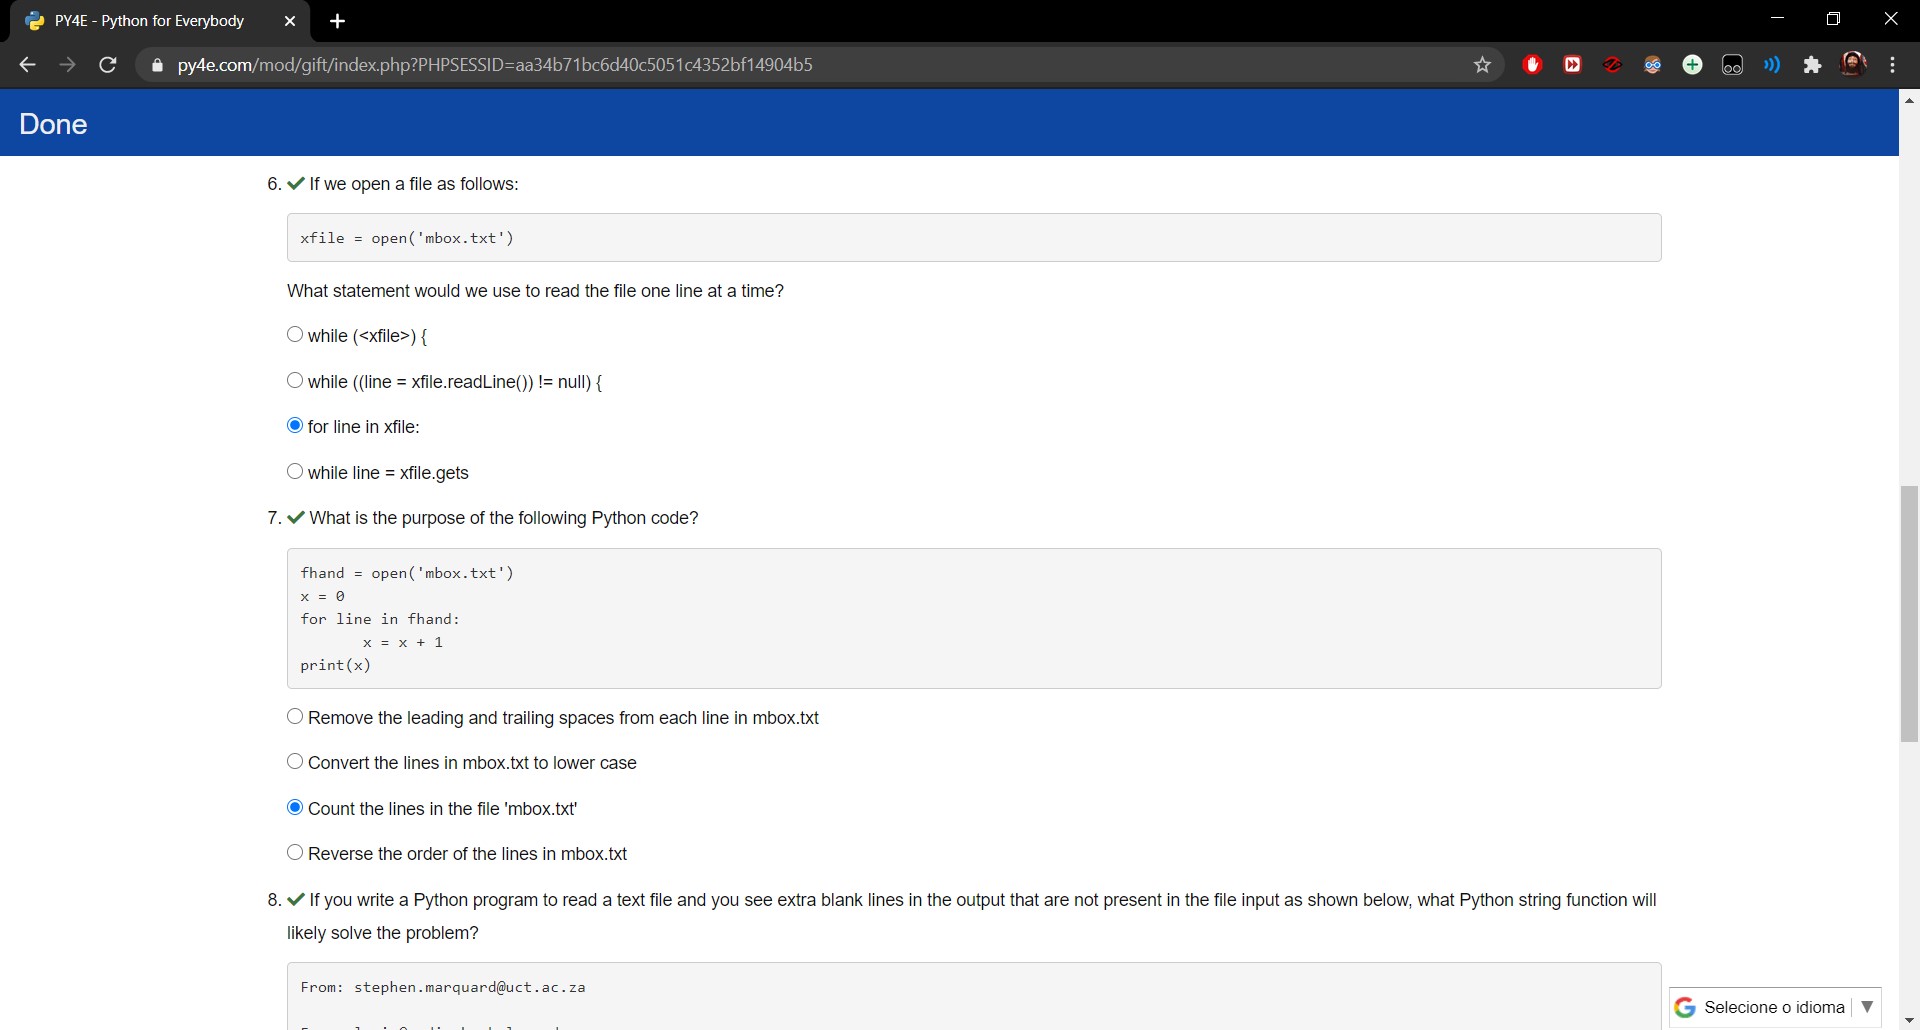 PY4E - Python for Everybody
py4e.com/mod/gift/index.php?PHPSESSID=aa34b71bc6d40c5051c4352bf14904b5
Done
6. If we open a file as follows:
xfile = open('mbox.txt')
What statement would we use to read the file one line at a time?
while (<xfile>) {
while ((line = xfile.readLine()) != null) {
for line in xfile:
while line = xfile.gets
7. What is the purpose of the following Python code?
fhand = open('mbox.txt')
x = 0
for line in fhand:
x = x + 1
print(x)
Remove the leading and trailing spaces from each line in mbox.txt
Convert the lines in mbox.txt to lower case
Count the lines in the file 'mbox.txt'
Reverse the order of the lines in mbox.txt
8. If you write a Python program to read a text file and you see extra blank lines in the output that are not present in the file input as shown below, what Python string function will
likely solve the problem?
From: stephen.marquard@uct.ac.za
Selecione o idioma